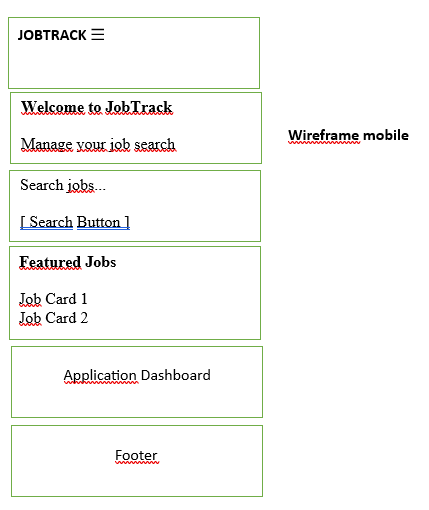 JOBTRACK ☰
Welcome to JobTrack
Manage your job search
Wireframe mobile
Search jobs...
[ Search Button ]
Featured Jobs
Job Card 1
Job Card 2
Application Dashboard
Footer